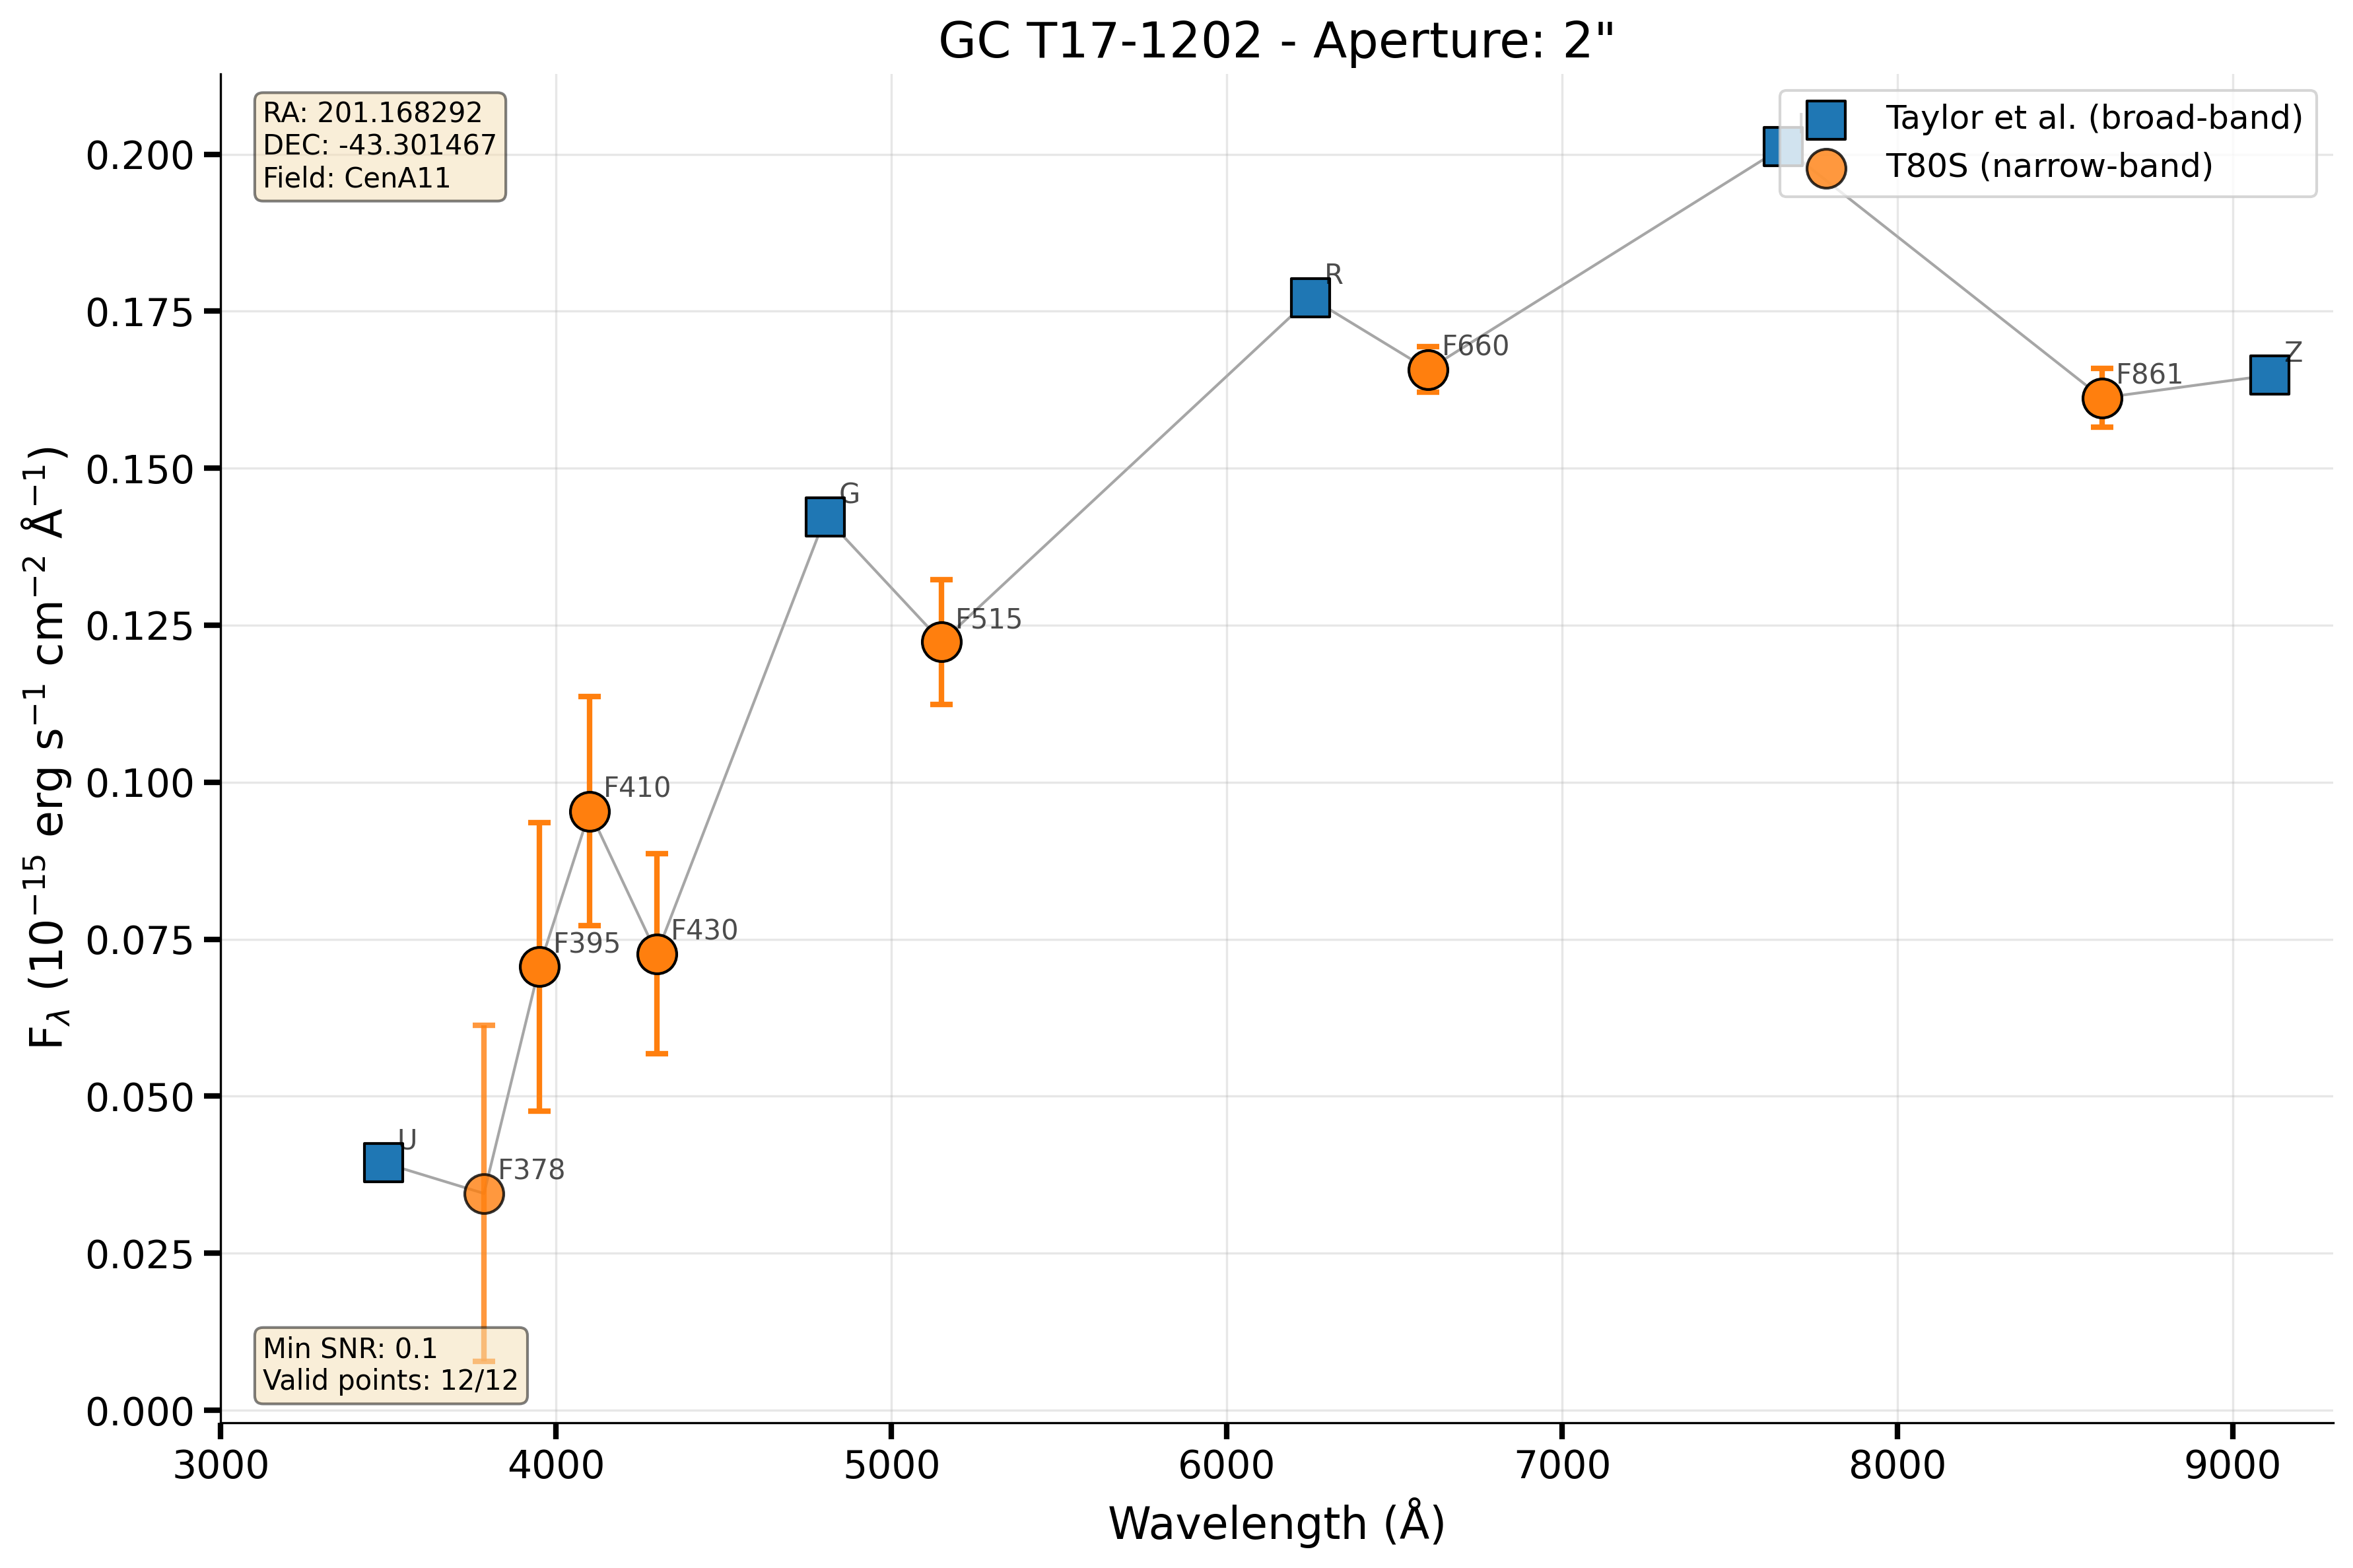 GC T17-1202 - Aperture: 2"
RA: 201.168292
DEC: -43.301467
Field: CenA11
Taylor et al. (broad-band)
T80S (narrow-band)
0.200
0.175
0.150
0.125
0.100
0.075
0.050
0.025
0.000
F_λ (10⁻¹⁵ erg s⁻¹ cm⁻² Å⁻¹)
U
F378
F395
F410
F430
G
F515
R
F660
F861
Z
Min SNR: 0.1
Valid points: 12/12
3000
4000
5000
6000
7000
8000
9000
Wavelength (Å)